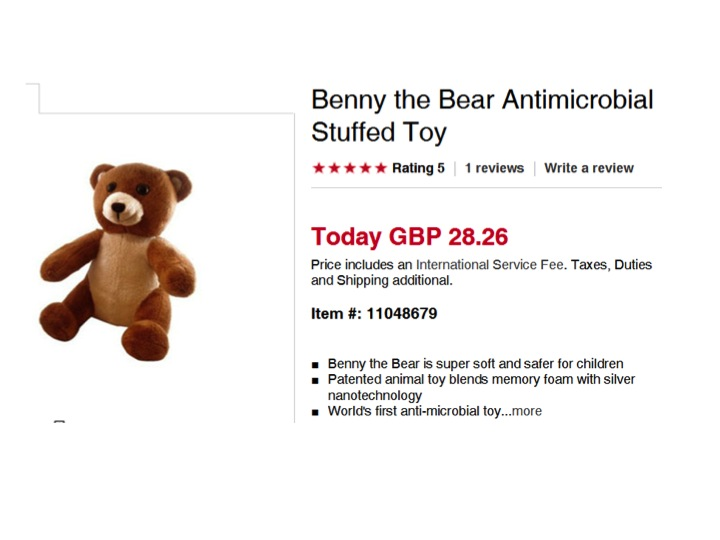 Benny the Bear Antimicrobial
Stuffed Toy
Rating 5 | 1 reviews | Write a review
Today GBP 28.26
Price includes an International Service Fee. Taxes, Duties
and Shipping additional.
Item #: 11048679
■ Benny the Bear is super soft and safer for children
■ Patented animal toy blends memory foam with silver
nanotechnology
■ World's first anti-microbial toy...more